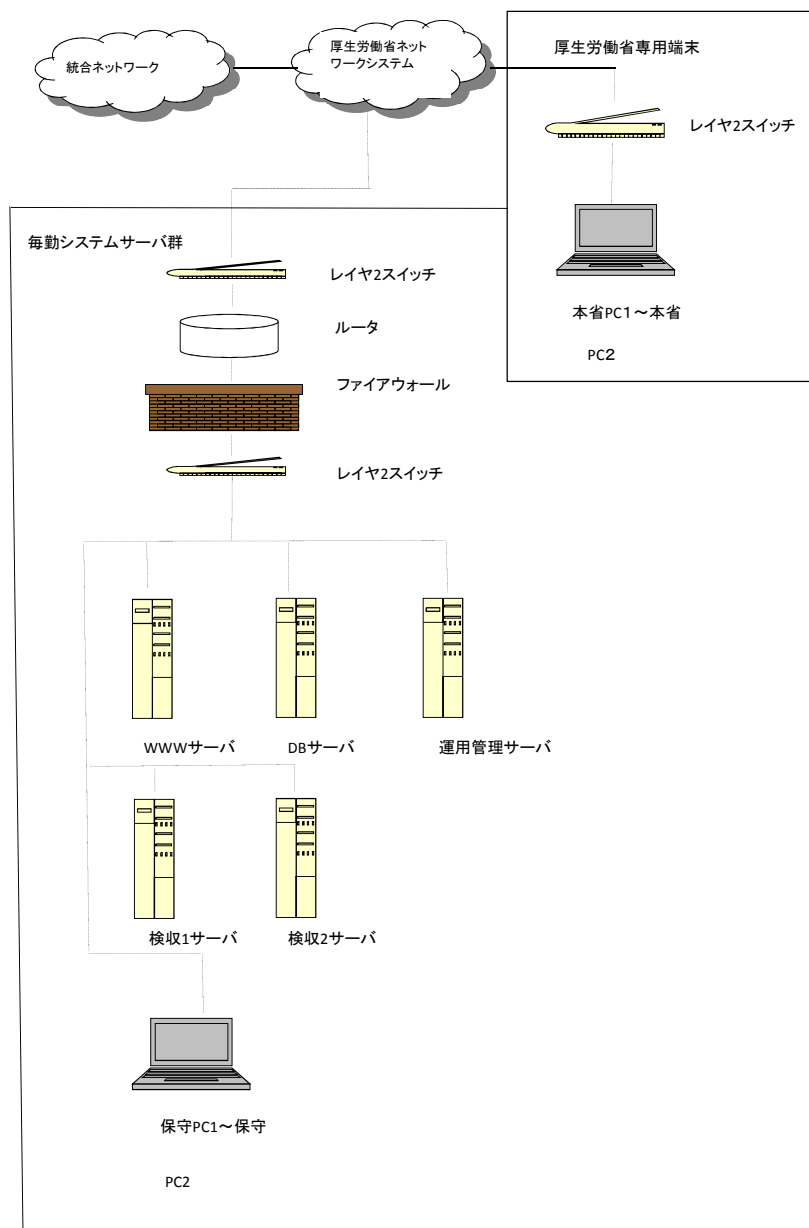 統合ネットワーク
厚生労働省ネット
ワークシステム
厚生労働省専用端末
レイヤ2スイッチ
本省PC1～本省
PC2
毎勤システムサーバ群
レイヤ2スイッチ
ルータ
ファイアウォール
レイヤ2スイッチ
WWWサーバ
DBサーバ
運用管理サーバ
検収1サーバ
検収2サーバ
保守PC1～保守
PC2